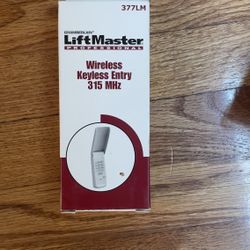 377LM
CHAMBERLAIN®
LiftMaster
PROFESSIONAL
Wireless
Keyless Entry
315 MHz